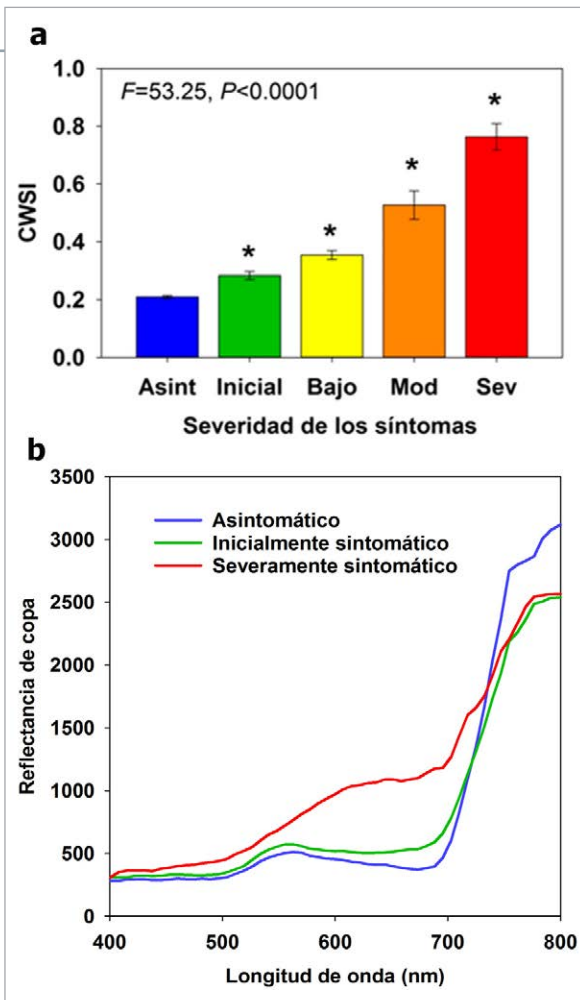 a
1.0
F=53.25, P<0.0001
0.8
0.6
0.4
0.2
0.0
CWSI
* * * *
Asint Inicial Bajo Mod Sev
Severidad de los síntomas
b
3500
3000
2500
2000
1500
1000
500
0
Reflectancia de copa
Asintomático
Inicialmente sintomático
Severamente sintomático
400 500 600 700 800
Longitud de onda (nm)